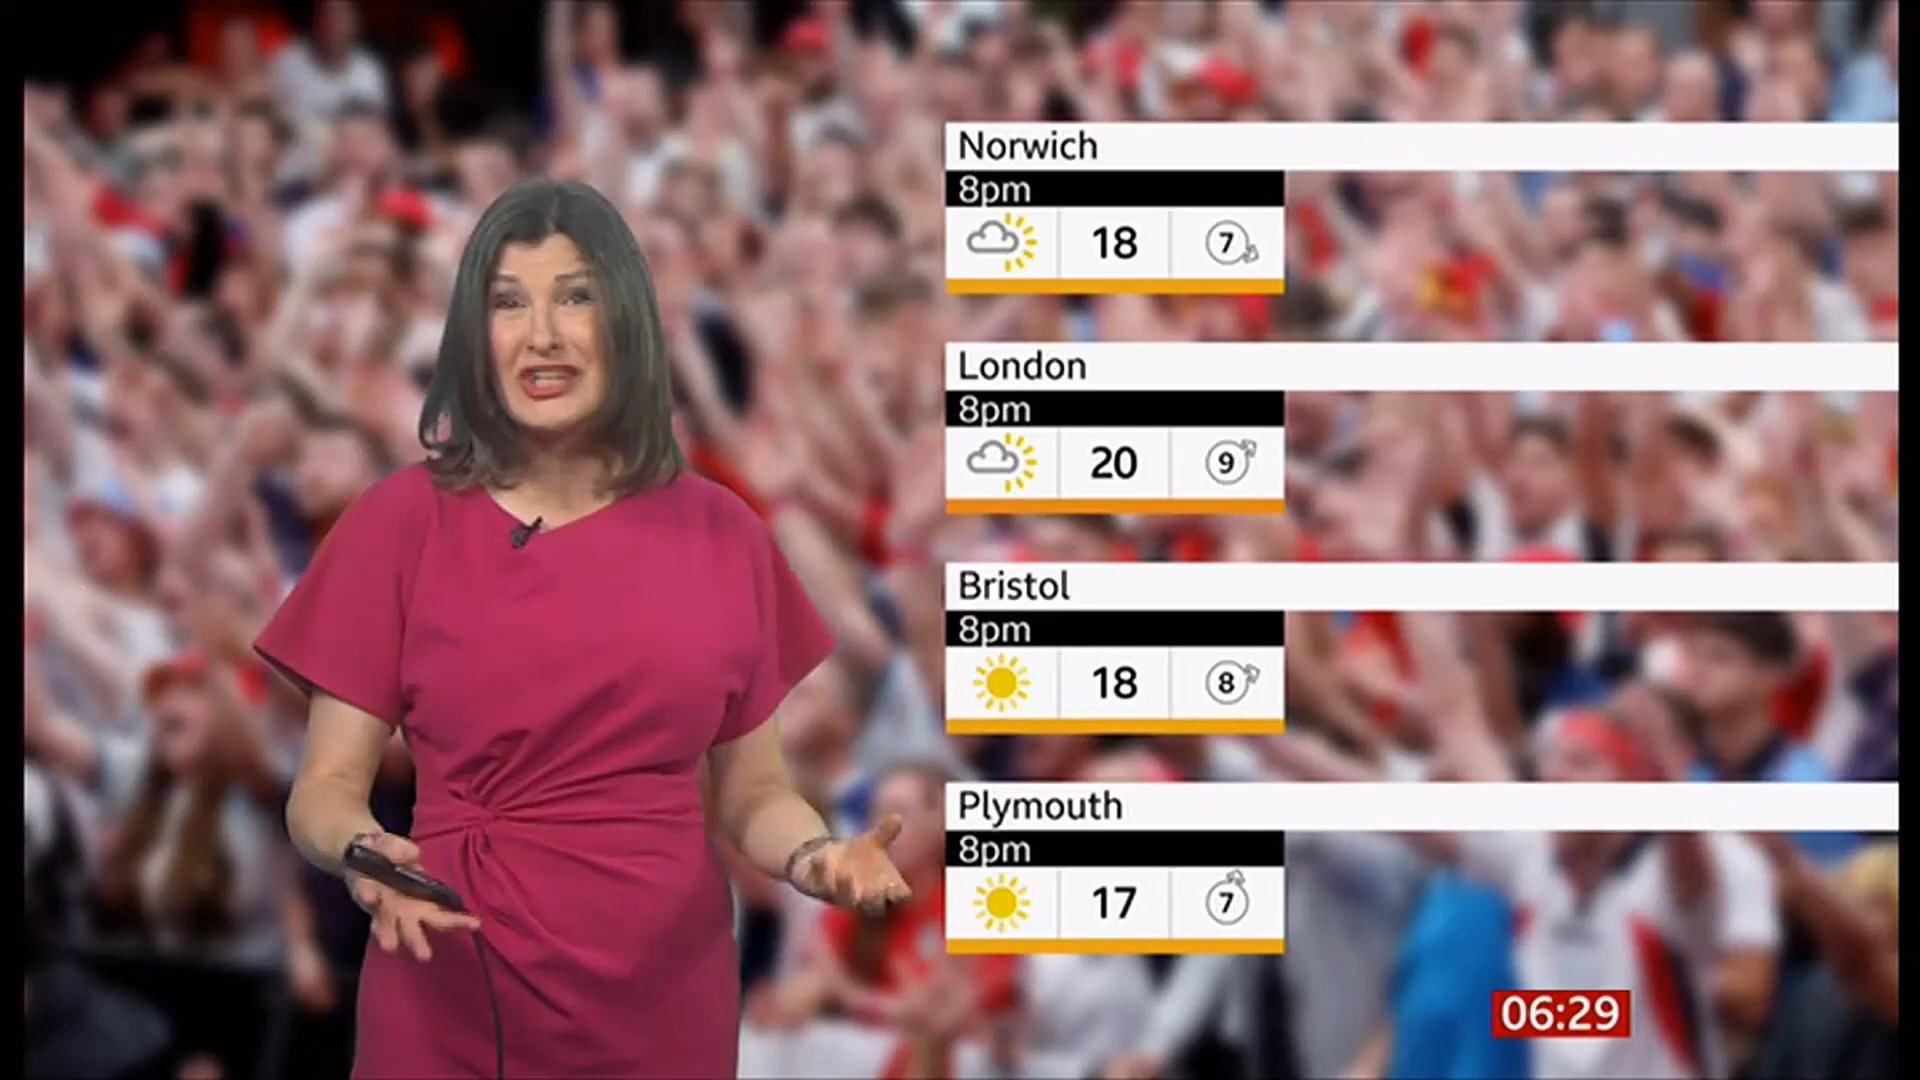 Norwich
8pm
18 7
London
8pm
20 9
Bristol
8pm
18 8
Plymouth
8pm
17 7
06:29